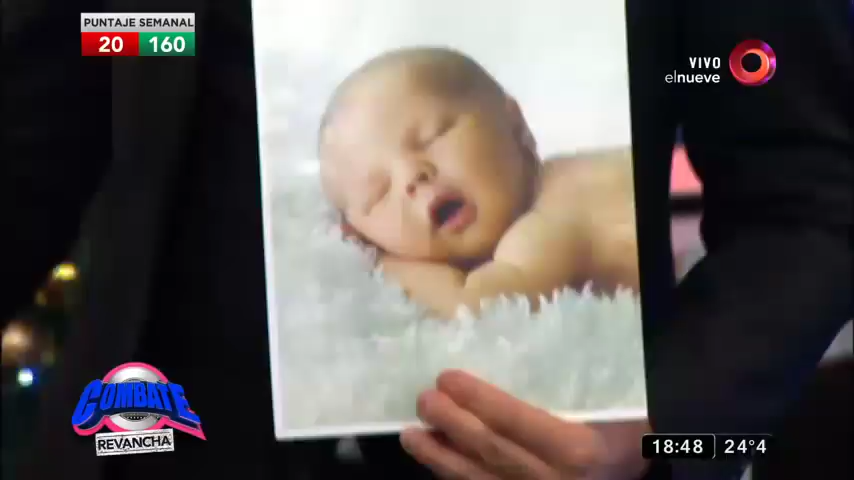 PUNTAJE SEMANAL
20 160
VIVO
elnueve
COMBATE
REVANCHA
18:48 24°4